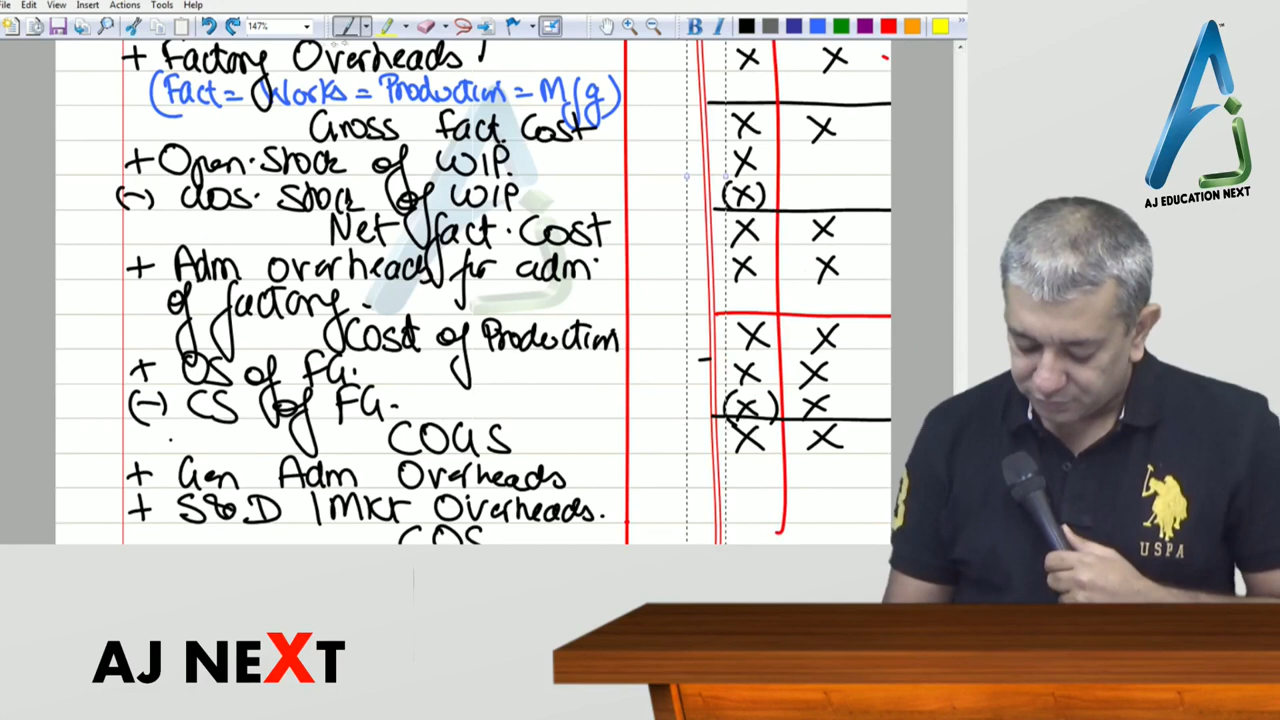 File Edit View Insert Actions Tools Help
147%
+ Factory Overheads
(Fact = Works = Production = M/g)
Gross fact. Cost
+ Open. Stock of WIP.
(-) Clos. Stock of WIP
Net fact. Cost
+ Adm overheads for adm.
of factory.
Cost of Production
+ OS of FG.
(-) CS of FG.
COGS
+ Gen Adm Overheads
+ S&D / Mkt Overheads.
COS
X X
X X
X
(X)
X X
X X
X X
X X
(X) X
X X
AJ EDUCATION NEXT
USPA
3
AJ NEXT